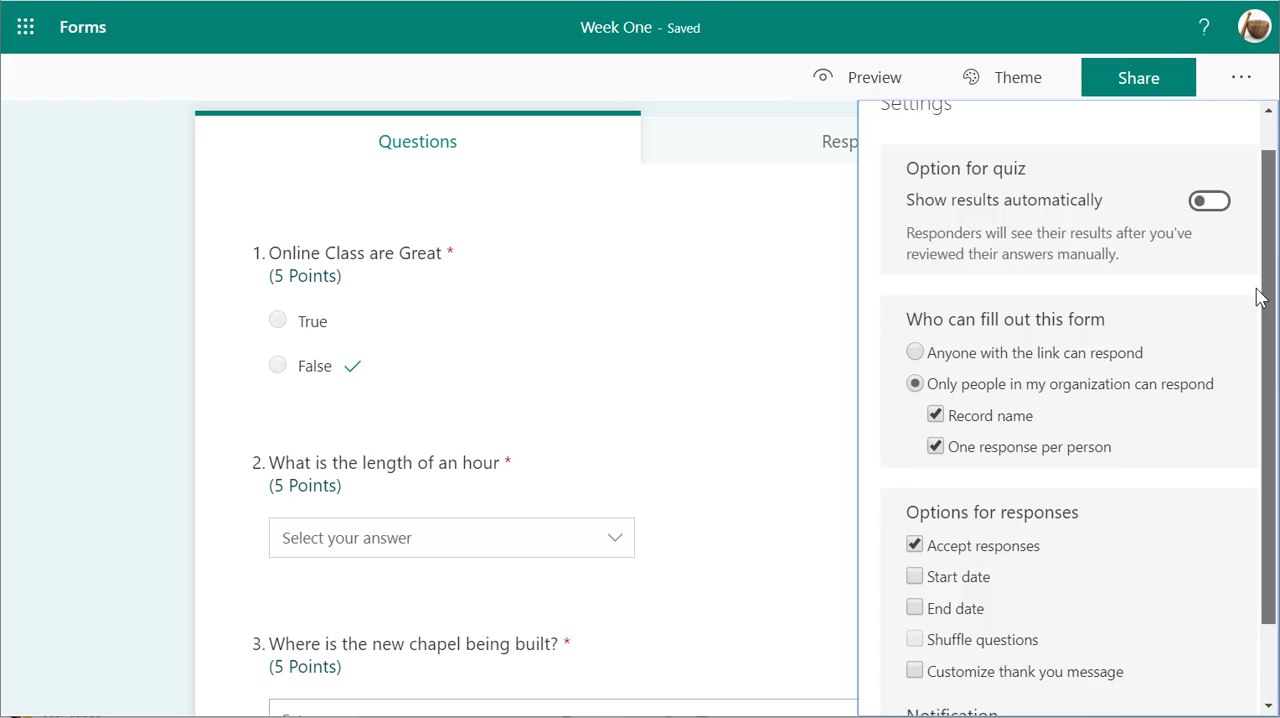 Forms
Week One - Saved
?
Preview
Theme
Share
...
Questions
Resp
1. Online Class are Great *
(5 Points)
True
False
2. What is the length of an hour *
(5 Points)
Select your answer
3. Where is the new chapel being built? *
(5 Points)
Settings
Option for quiz
Show results automatically
Responders will see their results after you've
reviewed their answers manually.
Who can fill out this form
Anyone with the link can respond
Only people in my organization can respond
Record name
One response per person
Options for responses
Accept responses
Start date
End date
Shuffle questions
Customize thank you message
Notification